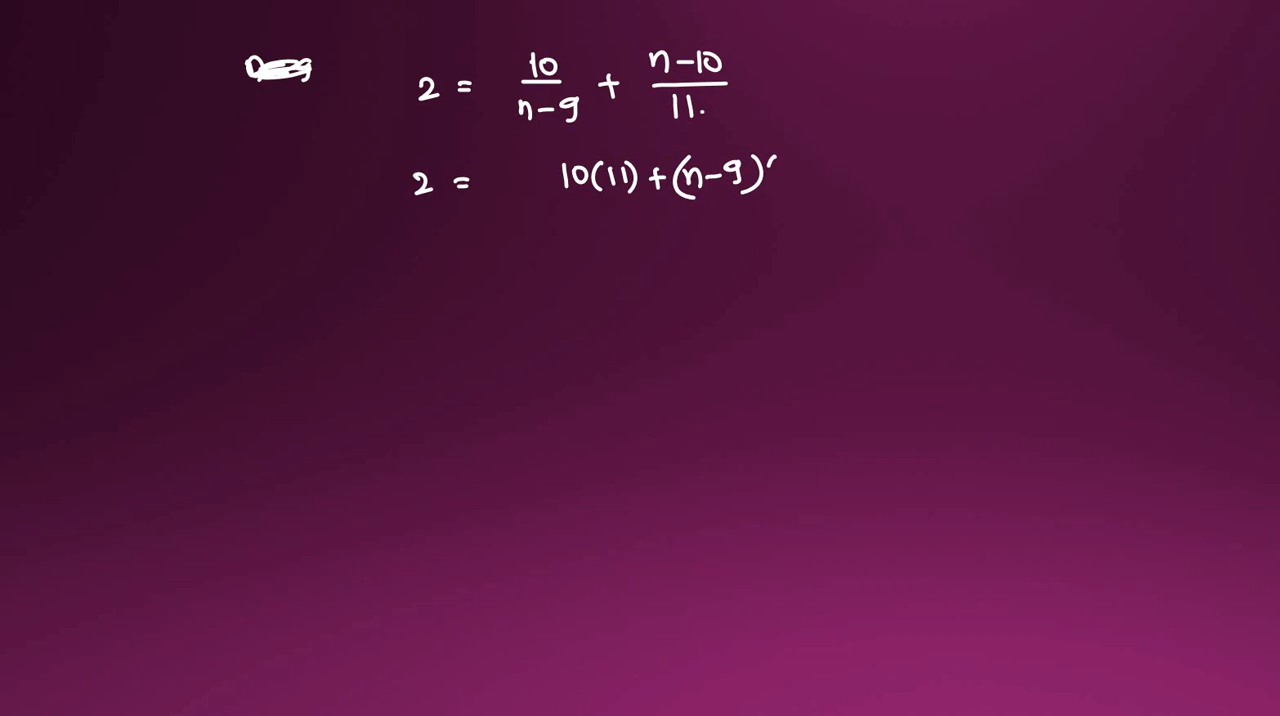 2 = 10/(n-9) + (n-10)/11.
2 = 10(11) + (n-9)